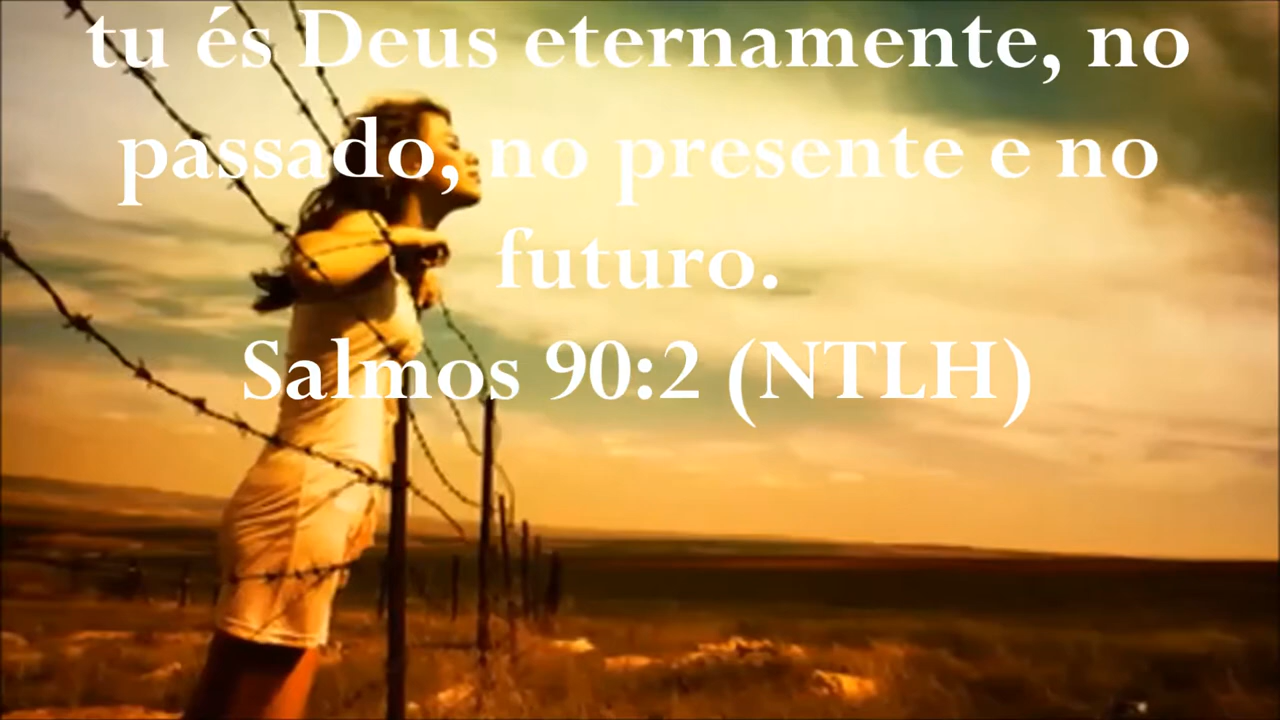 tu és Deus eternamente, no
passado, no presente e no
futuro.
Salmos 90:2 (NTLH)